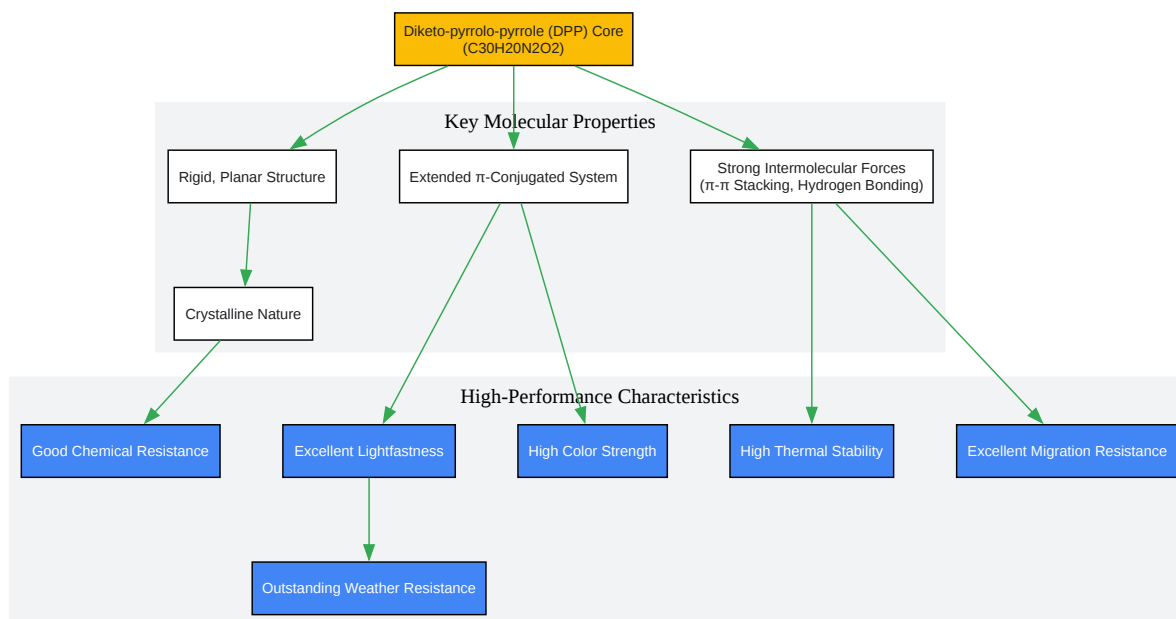 Diketo-pyrrolo-pyrrole (DPP) Core
(C30H20N2O2)
Key Molecular Properties
Rigid, Planar Structure
Extended π-Conjugated System
Strong Intermolecular Forces
(π-π Stacking, Hydrogen Bonding)
Crystalline Nature
High-Performance Characteristics
Good Chemical Resistance
Excellent Lightfastness
High Color Strength
High Thermal Stability
Excellent Migration Resistance
Outstanding Weather Resistance